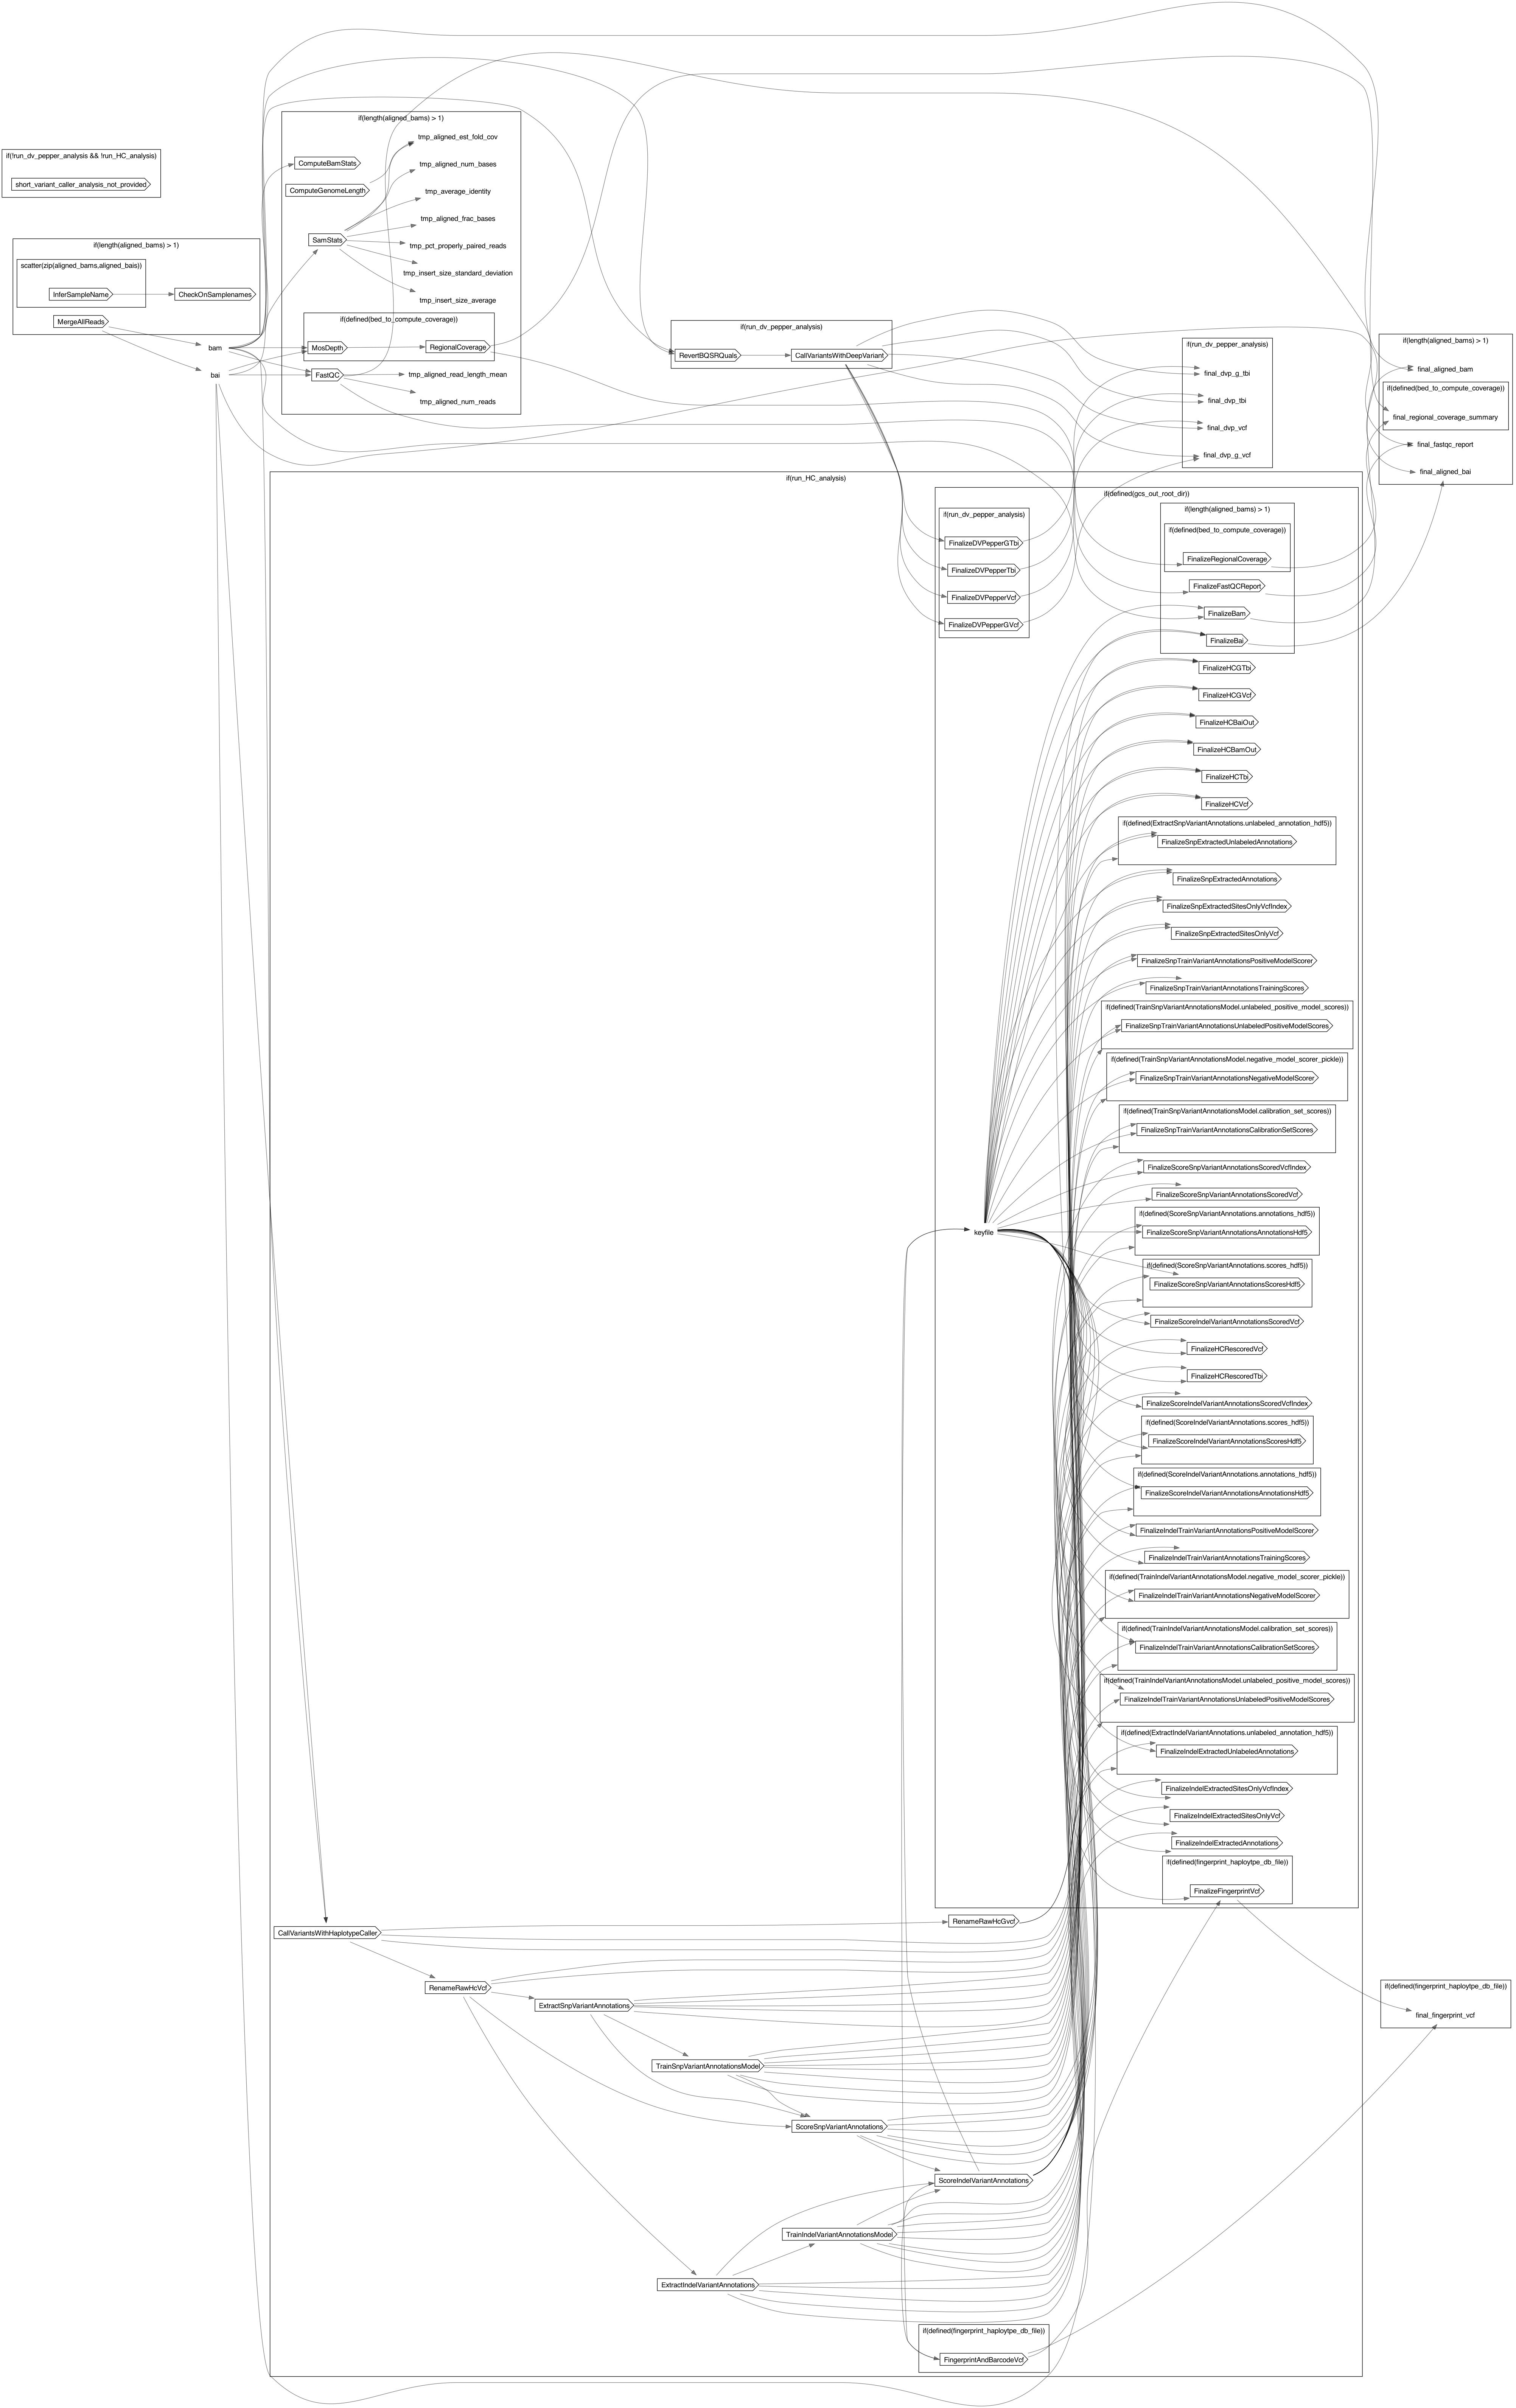 if(!run_dv_pepper_analysis && !run_HC_analysis)
short_variant_caller_analysis_not_provided
if(length(aligned_bams) > 1)
scatter(zip(aligned_bams,aligned_bais))
InferSampleName
CheckOnSamplenames
MergeAllReads
bam
bai
if(length(aligned_bams) > 1)
ComputeBamStats
ComputeGenomeLength
SamStats
tmp_aligned_est_fold_cov
tmp_aligned_num_bases
tmp_average_identity
tmp_aligned_frac_bases
tmp_pct_properly_paired_reads
tmp_insert_size_standard_deviation
tmp_insert_size_average
if(defined(bed_to_compute_coverage))
MosDepth
RegionalCoverage
FastQC
tmp_aligned_read_length_mean
tmp_aligned_num_reads
if(run_dv_pepper_analysis)
RevertBQSRQuals
CallVariantsWithDeepVariant
if(run_dv_pepper_analysis)
final_dvp_g_tbi
final_dvp_tbi
final_dvp_vcf
final_dvp_g_vcf
if(length(aligned_bams) > 1)
final_aligned_bam
if(defined(bed_to_compute_coverage))
final_regional_coverage_summary
final_fastqc_report
final_aligned_bai
if(run_HC_analysis)
if(defined(gcs_out_root_dir))
if(run_dv_pepper_analysis)
FinalizeDVPepperGTbi
FinalizeDVPepperTbi
FinalizeDVPepperVcf
FinalizeDVPepperGVcf
if(length(aligned_bams) > 1)
if(defined(bed_to_compute_coverage))
FinalizeRegionalCoverage
FinalizeFastQCReport
FinalizeBam
FinalizeBai
FinalizeHCGTbi
FinalizeHCGVcf
FinalizeHCBaiOut
FinalizeHCBamOut
FinalizeHCTbi
FinalizeHCVcf
if(defined(ExtractSnpVariantAnnotations.unlabeled_annotation_hdf5))
FinalizeSnpExtractedUnlabeledAnnotations
FinalizeSnpExtractedAnnotations
FinalizeSnpExtractedSitesOnlyVcfIndex
FinalizeSnpExtractedSitesOnlyVcf
FinalizeSnpTrainVariantAnnotationsPositiveModelScorer
FinalizeSnpTrainVariantAnnotationsTrainingScores
if(defined(TrainSnpVariantAnnotationsModel.unlabeled_positive_model_scores))
FinalizeSnpTrainVariantAnnotationsUnlabeledPositiveModelScores
if(defined(TrainSnpVariantAnnotationsModel.negative_model_scorer_pickle))
FinalizeSnpTrainVariantAnnotationsNegativeModelScorer
if(defined(TrainSnpVariantAnnotationsModel.calibration_set_scores))
FinalizeSnpTrainVariantAnnotationsCalibrationSetScores
FinalizeScoreSnpVariantAnnotationsScoredVcfIndex
FinalizeScoreSnpVariantAnnotationsScoredVcf
if(defined(ScoreSnpVariantAnnotations.annotations_hdf5))
keyfile
FinalizeScoreSnpVariantAnnotationsAnnotationsHdf5
if(defined(ScoreSnpVariantAnnotations.scores_hdf5))
FinalizeScoreSnpVariantAnnotationsScoresHdf5
FinalizeScoreIndelVariantAnnotationsScoredVcf
FinalizeHCRescoredVcf
FinalizeHCRescoredTbi
FinalizeScoreIndelVariantAnnotationsScoredVcfIndex
if(defined(ScoreIndelVariantAnnotations.scores_hdf5))
FinalizeScoreIndelVariantAnnotationsScoresHdf5
if(defined(ScoreIndelVariantAnnotations.annotations_hdf5))
FinalizeScoreIndelVariantAnnotationsAnnotationsHdf5
FinalizeIndelTrainVariantAnnotationsPositiveModelScorer
FinalizeIndelTrainVariantAnnotationsTrainingScores
if(defined(TrainIndelVariantAnnotationsModel.negative_model_scorer_pickle))
FinalizeIndelTrainVariantAnnotationsNegativeModelScorer
if(defined(TrainIndelVariantAnnotationsModel.calibration_set_scores))
FinalizeIndelTrainVariantAnnotationsCalibrationSetScores
if(defined(TrainIndelVariantAnnotationsModel.unlabeled_positive_model_scores))
FinalizeIndelTrainVariantAnnotationsUnlabeledPositiveModelScores
if(defined(ExtractIndelVariantAnnotations.unlabeled_annotation_hdf5))
FinalizeIndelExtractedUnlabeledAnnotations
FinalizeIndelExtractedSitesOnlyVcfIndex
FinalizeIndelExtractedSitesOnlyVcf
FinalizeIndelExtractedAnnotations
if(defined(fingerprint_haploytpe_db_file))
FinalizeFingerprintVcf
CallVariantsWithHaplotypeCaller
RenameRawHcGvcf
RenameRawHcVcf
ExtractSnpVariantAnnotations
TrainSnpVariantAnnotationsModel
ScoreSnpVariantAnnotations
ScoreIndelVariantAnnotations
TrainIndelVariantAnnotationsModel
ExtractIndelVariantAnnotations
if(defined(fingerprint_haploytpe_db_file))
FingerprintAndBarcodeVcf
if(defined(fingerprint_haploytpe_db_file))
final_fingerprint_vcf